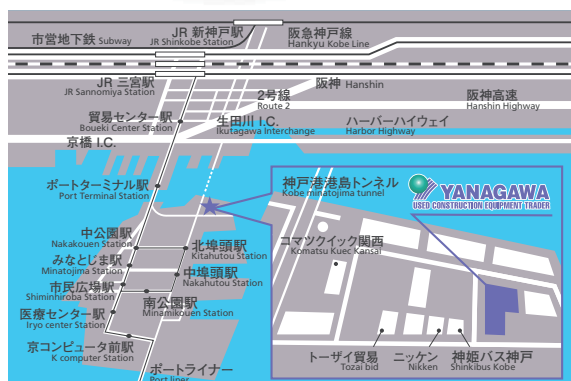 JR 新神戸駅
JR Shinkobe Station
阪急神戸線
Hankyu Kobe Line
市営地下鉄 Subway
JR 三宮駅
JR Sannomiya Station
阪神 Hanshin
2号線
Route 2
阪神高速
Hanshin Highway
貿易センター駅
Boueki Center Station
生田川 I.C.
Ikutagawa Interchange
ハーバーハイウェイ
Harbor Highway
京橋 I.C.
ポートターミナル駅
Port Terminal Station
神戸港港島トンネル
Kobe minatojima tunnel
YANAGAWA
USED CONSTRUCTION EQUIPMENT TRADER
中公園駅
Nakakouen Station
北埠頭駅
Kitahutou Station
コマツクイック関西
Komatsu Kuec Kansai
みなとじま駅
Minatojima Station
中埠頭駅
Nakahutou Station
市民広場駅
Shiminhiroba Station
南公園駅
Minamikouen Station
医療センター駅
Iryo center Station
京コンピュータ前駅
K computer Station
トーザイ貿易
Tozai bid
ニッケン
Nikken
神姫バス神戸
Shinkibus Kobe
ポートライナー
Port liner